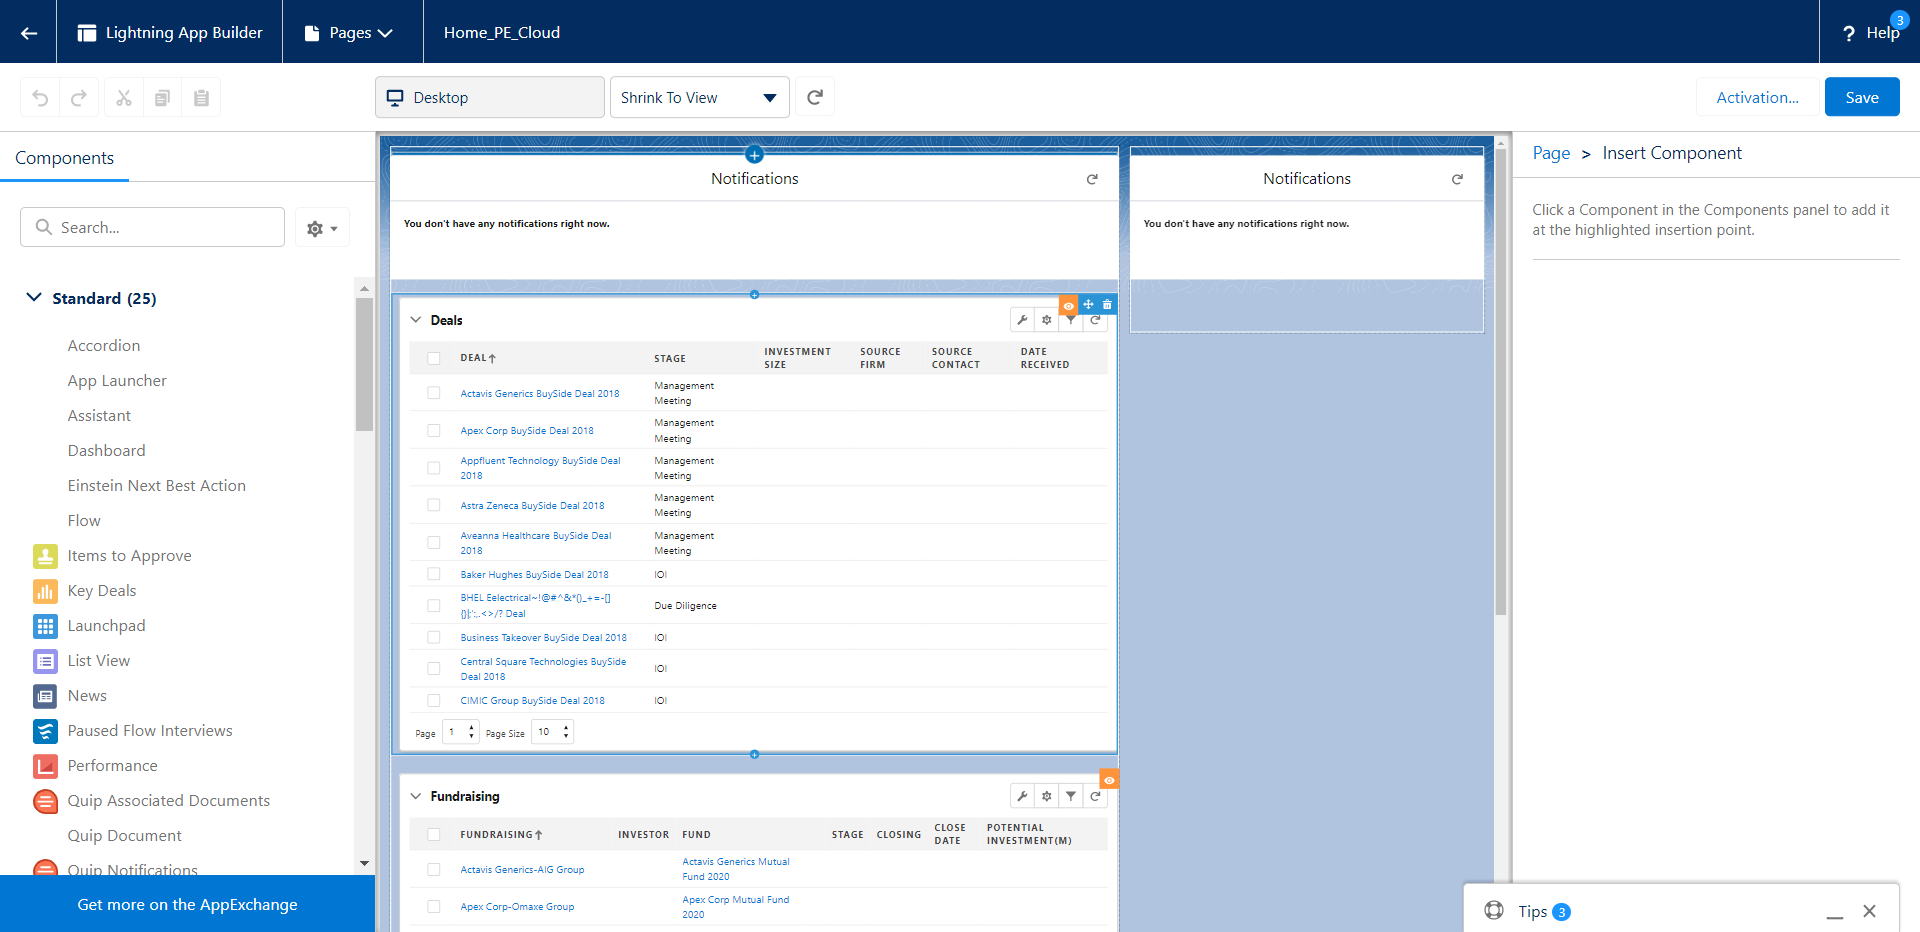 Lightning App Builder
Pages
Home_PE_Cloud
? Help
3
Desktop
Shrink To View
Activation...
Save
Components
Search...
Standard (25)
Accordion
App Launcher
Assistant
Dashboard
Einstein Next Best Action
Flow
Items to Approve
Key Deals
Launchpad
List View
News
Paused Flow Interviews
Performance
Quip Associated Documents
Quip Document
Quip Notifications
Get more on the AppExchange
Notifications
You don't have any notifications right now.
Notifications
You don't have any notifications right now.
Deals
DEAL STAGE INVESTMENT SIZE SOURCE FIRM SOURCE CONTACT DATE RECEIVED
Actavis Generics BuySide Deal 2018 Management Meeting
Apex Corp BuySide Deal 2018 Management Meeting
Appfluent Technology BuySide Deal 2018 Management Meeting
Astra Zeneca BuySide Deal 2018 Management Meeting
Aveanna Healthcare BuySide Deal 2018 Management Meeting
Baker Hughes BuySide Deal 2018 IOI
BHEL Eelectrical~!@#^&*()_+=-[]{}|;':,.<>/? Deal Due Diligence
Business Takeover BuySide Deal 2018 IOI
Central Square Technologies BuySide Deal 2018 IOI
CIMIC Group BuySide Deal 2018 IOI
Page 1 Page Size 10
Fundraising
FUNDRAISING INVESTOR FUND STAGE CLOSING CLOSE DATE POTENTIAL INVESTMENT(M)
Actavis Generics-AIG Group Actavis Generics Mutual Fund 2020
Apex Corp-Omaxe Group Apex Corp Mutual Fund 2020
Page > Insert Component
Click a Component in the Components panel to add it
at the highlighted insertion point.
Tips 3